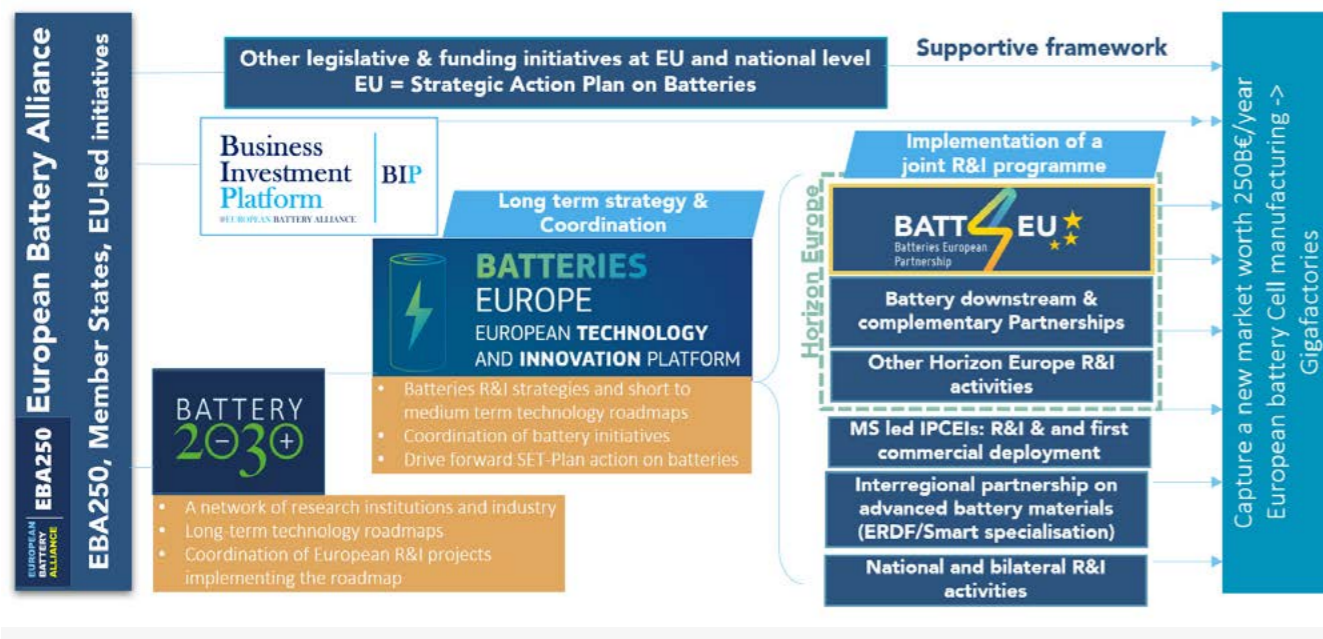 European Battery Alliance
EBA250, Member States, EU-led initiatives
EUROPEAN
BATTERY
ALLIANCE
EBA250
Other legislative & funding initiatives at EU and national level
EU = Strategic Action Plan on Batteries
Supportive framework
Business
Investment
Platform
#EUROPEAN BATTERY ALLIANCE
BIP
Long term strategy &
Coordination
BATTERIES
EUROPE
EUROPEAN TECHNOLOGY
AND INNOVATION PLATFORM
• Batteries R&I strategies and short to
medium term technology roadmaps
• Coordination of battery initiatives
• Drive forward SET-Plan action on batteries
BATTERY
2030+
• A network of research institutions and industry
• Long-term technology roadmaps
• Coordination of European R&I projects
implementing the roadmap
Implementation of a
joint R&I programme
Horizon Europe
BATT4EU
Batteries European
Partnership
Battery downstream &
complementary Partnerships
Other Horizon Europe R&I
activities
MS led IPCEIs: R&I & and first
commercial deployment
Interregional partnership on
advanced battery materials
(ERDF/Smart specialisation)
National and bilateral R&I
activities
Capture a new market worth 250B€/year
European battery Cell manufacturing ->
Gigafactories